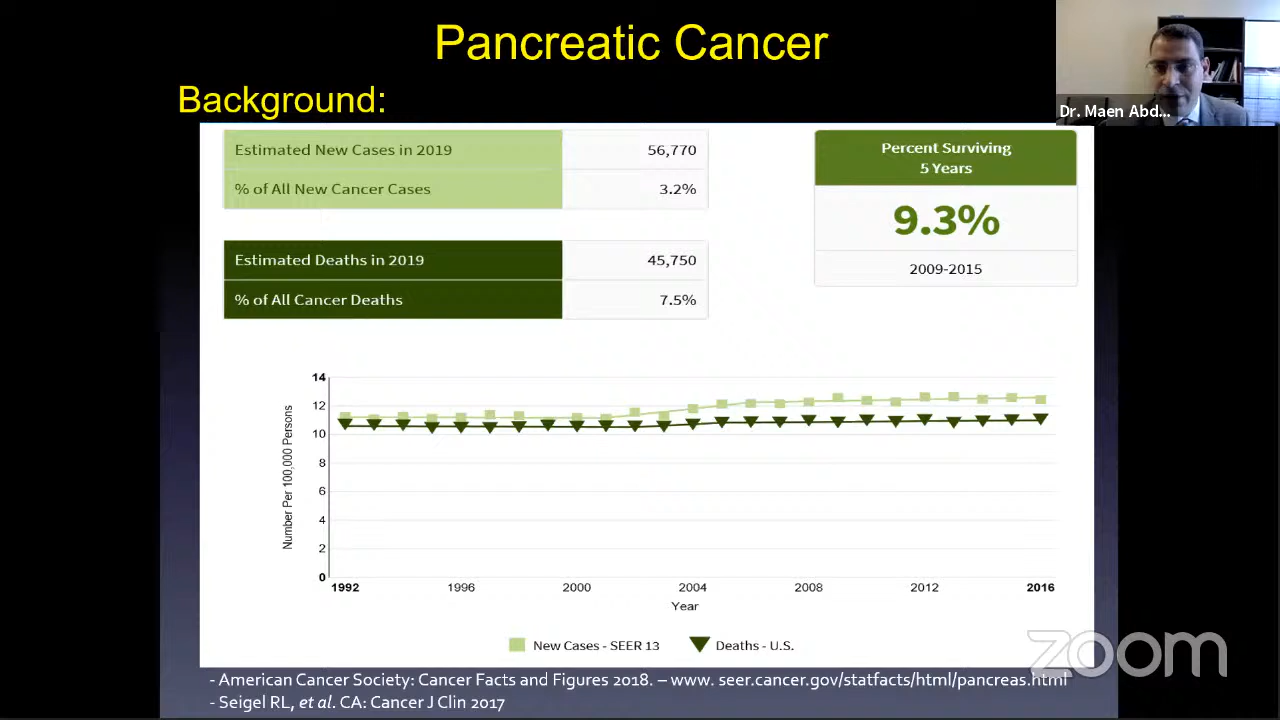 Pancreatic Cancer
Background:
Dr. Maen Abd...
Estimated New Cases in 2019 56,770
% of All New Cancer Cases 3.2%
Estimated Deaths in 2019 45,750
% of All Cancer Deaths 7.5%
Percent Surviving
5 Years
9.3%
2009-2015
Number Per 100,000 Persons
14
12
10
8
6
4
2
0
1992 1996 2000 2004 2008 2012 2016
Year
New Cases - SEER 13 Deaths - U.S.
zoom
- American Cancer Society: Cancer Facts and Figures 2018. – www. seer.cancer.gov/statfacts/html/pancreas.html
- Seigel RL, et al. CA: Cancer J Clin 2017